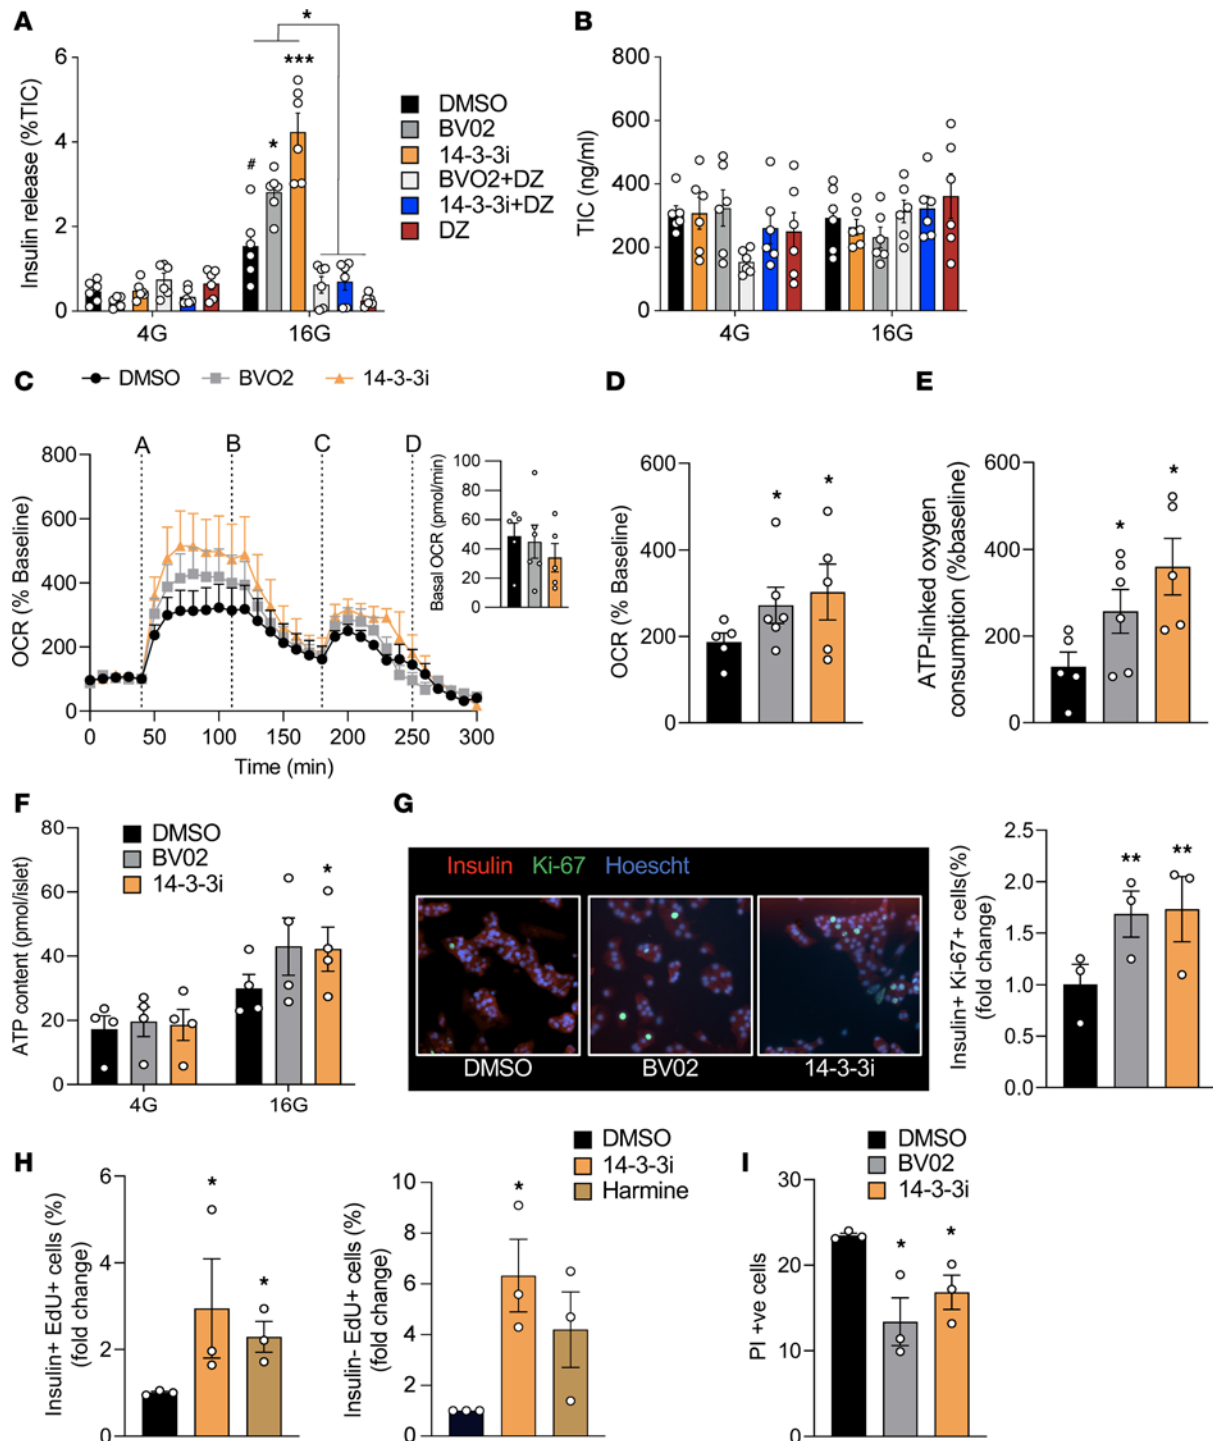 A
Insulin release (%TIC)
6
4
2
0
#
*
***
*
4G
16G
DMSO
BV02
14-3-3i
BVO2+DZ
14-3-3i+DZ
DZ
B
TIC (ng/ml)
800
600
400
200
0
4G
16G
C
DMSO
BVO2
14-3-3i
OCR (% Baseline)
800
600
400
200
0
A
B
C
D
0
50
100
150
200
250
300
Time (min)
Basal OCR (pmol/min)
100
80
60
40
20
0
D
OCR (% Baseline)
600
400
200
0
*
*
E
ATP-linked oxygen
consumption (%baseline)
600
400
200
0
*
*
F
ATP content (pmol/islet)
80
60
40
20
0
DMSO
BV02
14-3-3i
*
4G
16G
G
Insulin Ki-67 Hoescht
DMSO
BV02
14-3-3i
Insulin+ Ki-67+ cells(%)
(fold change)
2.5
2.0
1.5
1.0
0.5
0.0
**
**
H
Insulin+ EdU+ cells (%)
(fold change)
6
4
2
0
*
*
Insulin- EdU+ cells (%)
(fold change)
10
8
6
4
2
0
*
DMSO
14-3-3i
Harmine
I
PI +ve cells
30
20
10
0
DMSO
BV02
14-3-3i
*
*